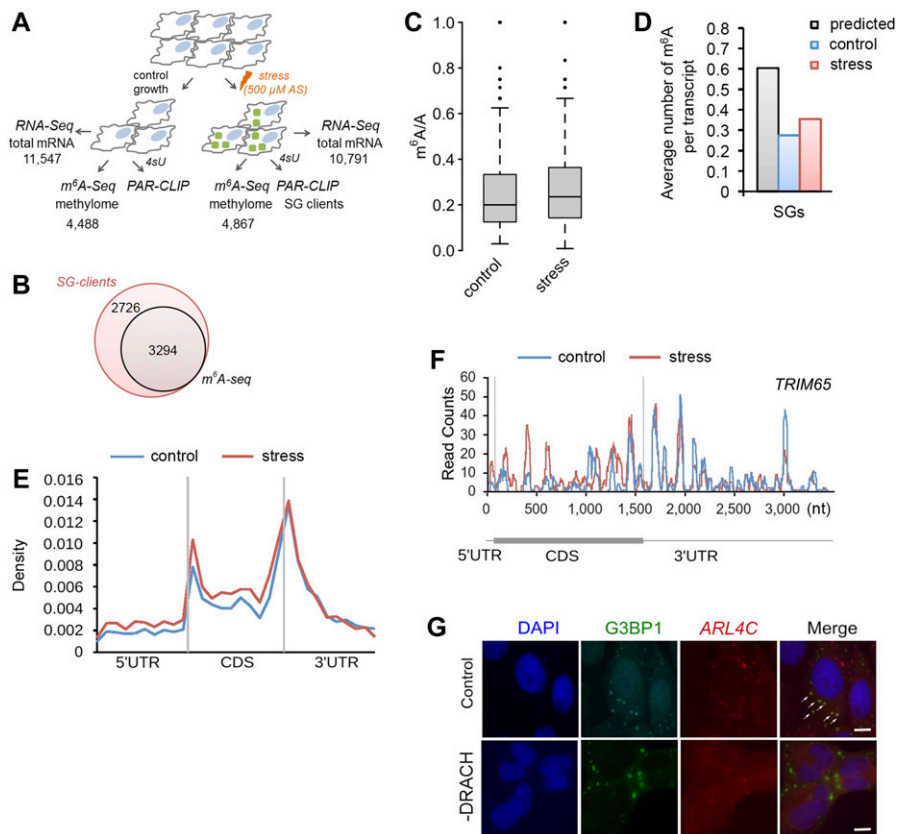 A
control
growth
stress
(500 µM AS)
RNA-Seq
total mRNA
11,547
4sU
m⁶A-Seq
methylome
4,488
PAR-CLIP
RNA-Seq
total mRNA
10,791
4sU
m⁶A-Seq
methylome
4,867
PAR-CLIP
SG clients
B
SG-clients
2726
3294
m⁶A-seq
C
m⁶A/A
1.0
0.8
0.6
0.4
0.2
0.0
control
stress
D
predicted
control
stress
Average number of m⁶A
per transcript
0.8
0.7
0.6
0.5
0.4
0.3
0.2
0.1
0
SGs
E
control
stress
Density
0.016
0.014
0.012
0.010
0.008
0.006
0.004
0.002
0.000
5'UTR
CDS
3'UTR
F
control
stress
TRIM65
Read Counts
60
50
40
30
20
10
0
0
500
1,000
1,500
2,000
2,500
3,000
(nt)
5'UTR
CDS
3'UTR
G
DAPI
G3BP1
ARL4C
Merge
Control
-DRACH